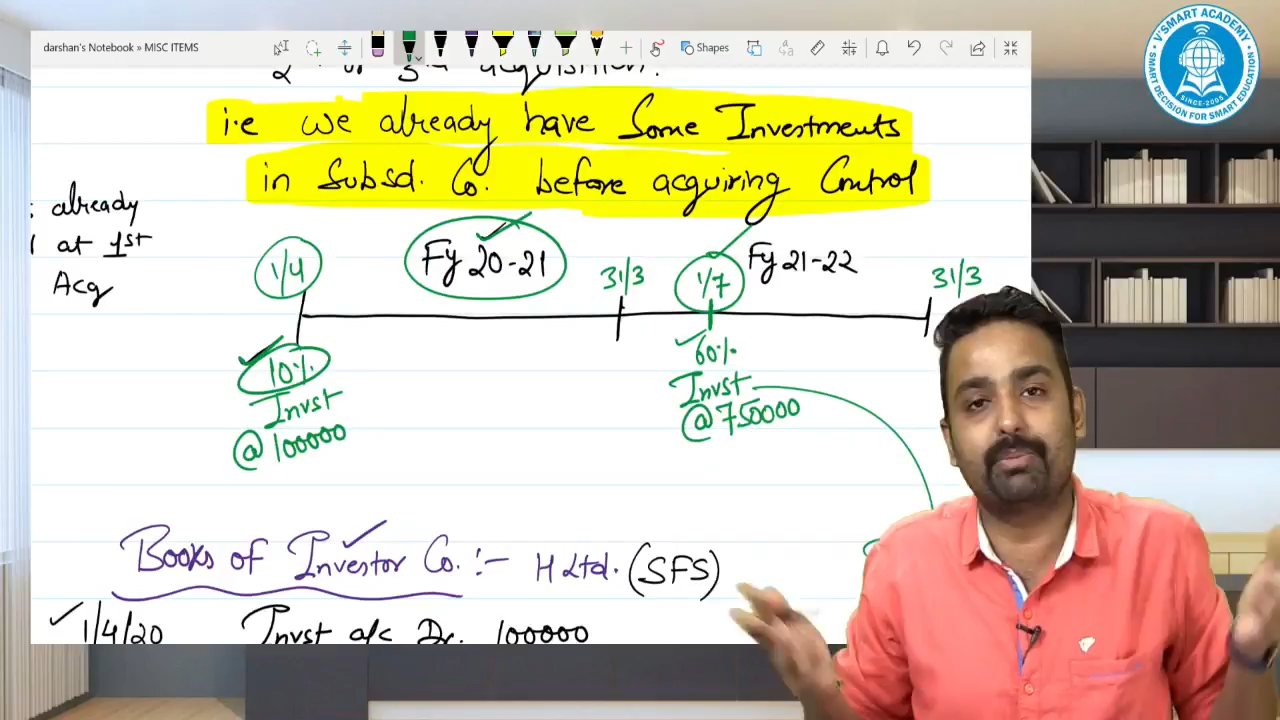 darshan's Notebook » MISC ITEMS
Shapes
V'SMART ACADEMY
SINCE-2005
SMART DECISION FOR SMART EDUCATION
acquisition.
i.e we already have Some Investments
in Subsd. Co. before acquiring Control
already
at 1st
Acq
1/4
Fy 20-21
31/3
1/7
Fy 21-22
31/3
10%
Invst
@ 100000
60%
Invst
@ 750000
Books of Investor Co. :- H Ltd. (SFS)
1/4/20 Invst a/c Dr. 100000